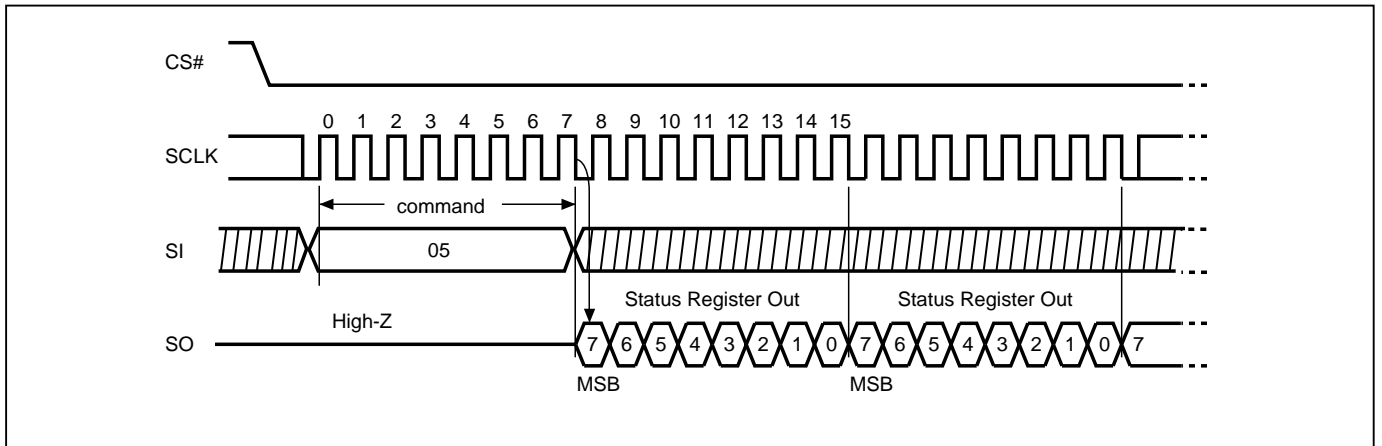 CS#
0 1 2 3 4 5 6 7 8 9 10 11 12 13 14 15
SCLK
command
SI
05
Status Register Out Status Register Out
High-Z
SO
7 6 5 4 3 2 1 0 7 6 5 4 3 2 1 0 7
MSB MSB